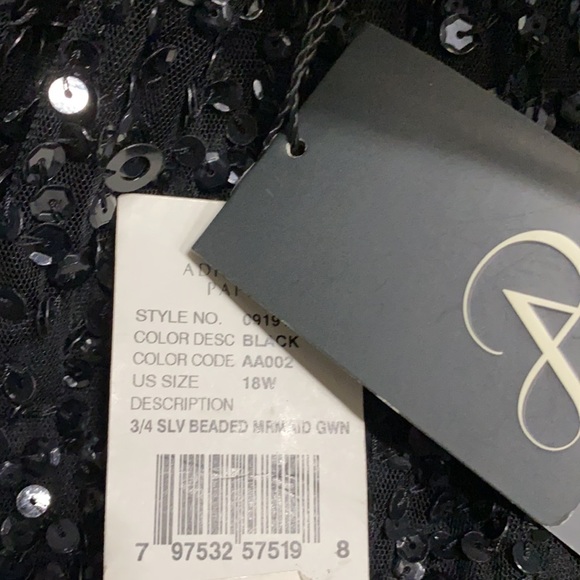 STYLE NO. 0919
COLOR DESC BLACK
COLOR CODE AA002
US SIZE 18W
DESCRIPTION
3/4 SLV BEADED MRMAID GWN
7 97532 57519 8